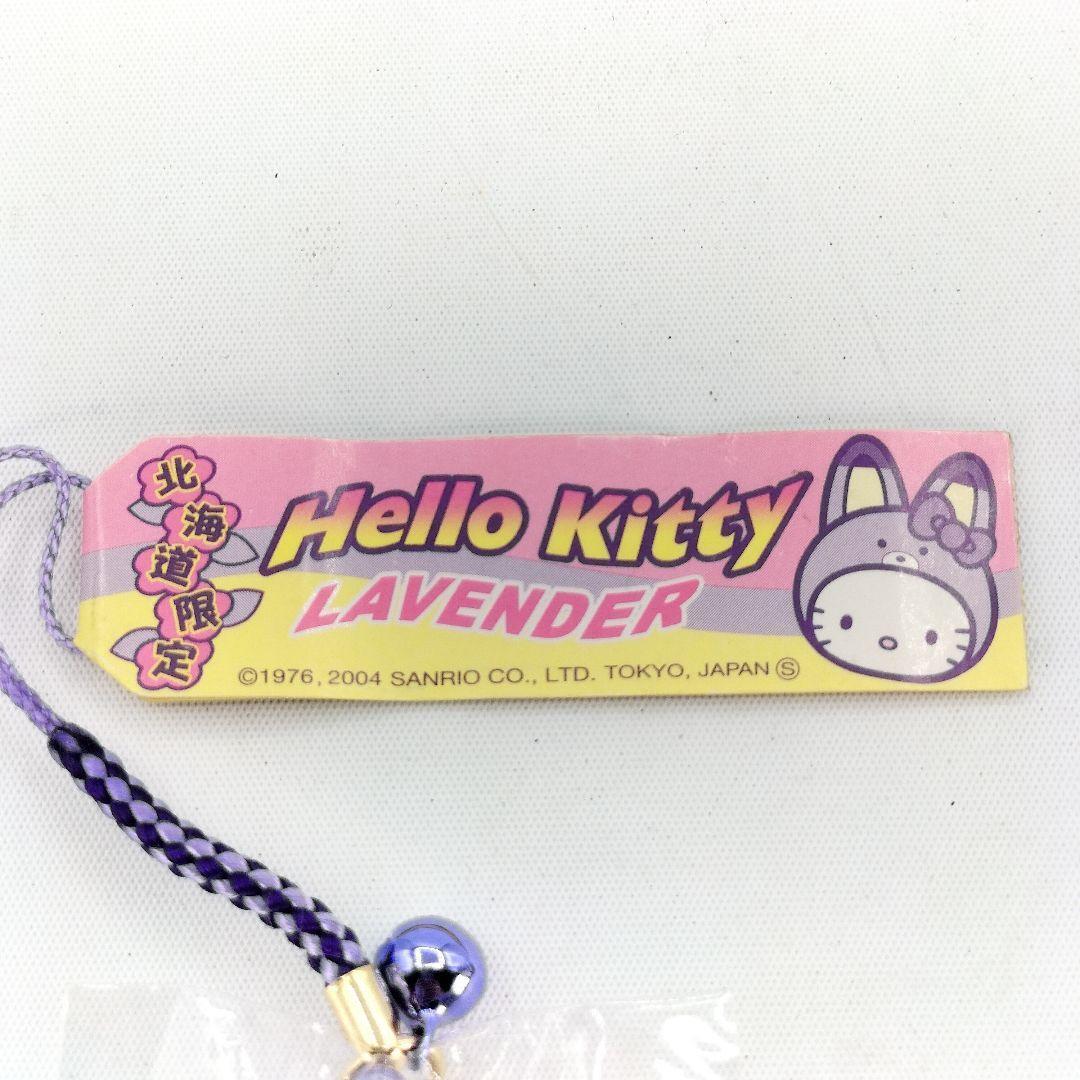 北海道限定
Hello Kitty
LAVENDER
©1976, 2004 SANRIO CO., LTD. TOKYO, JAPAN Ⓢ